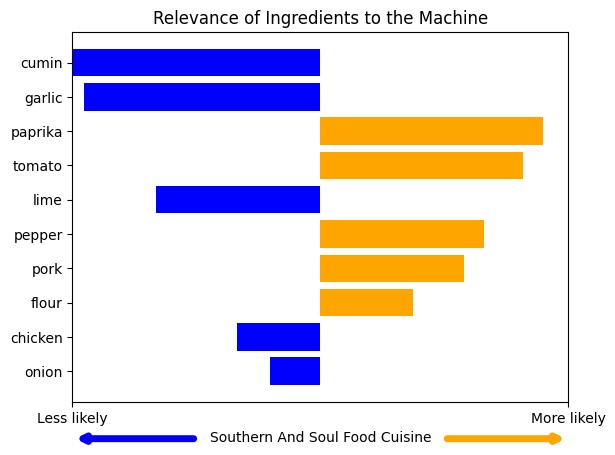 Relevance of Ingredients to the Machine
cumin
garlic
paprika
tomato
lime
pepper
pork
flour
chicken
onion
Less likely More likely
Southern And Soul Food Cuisine